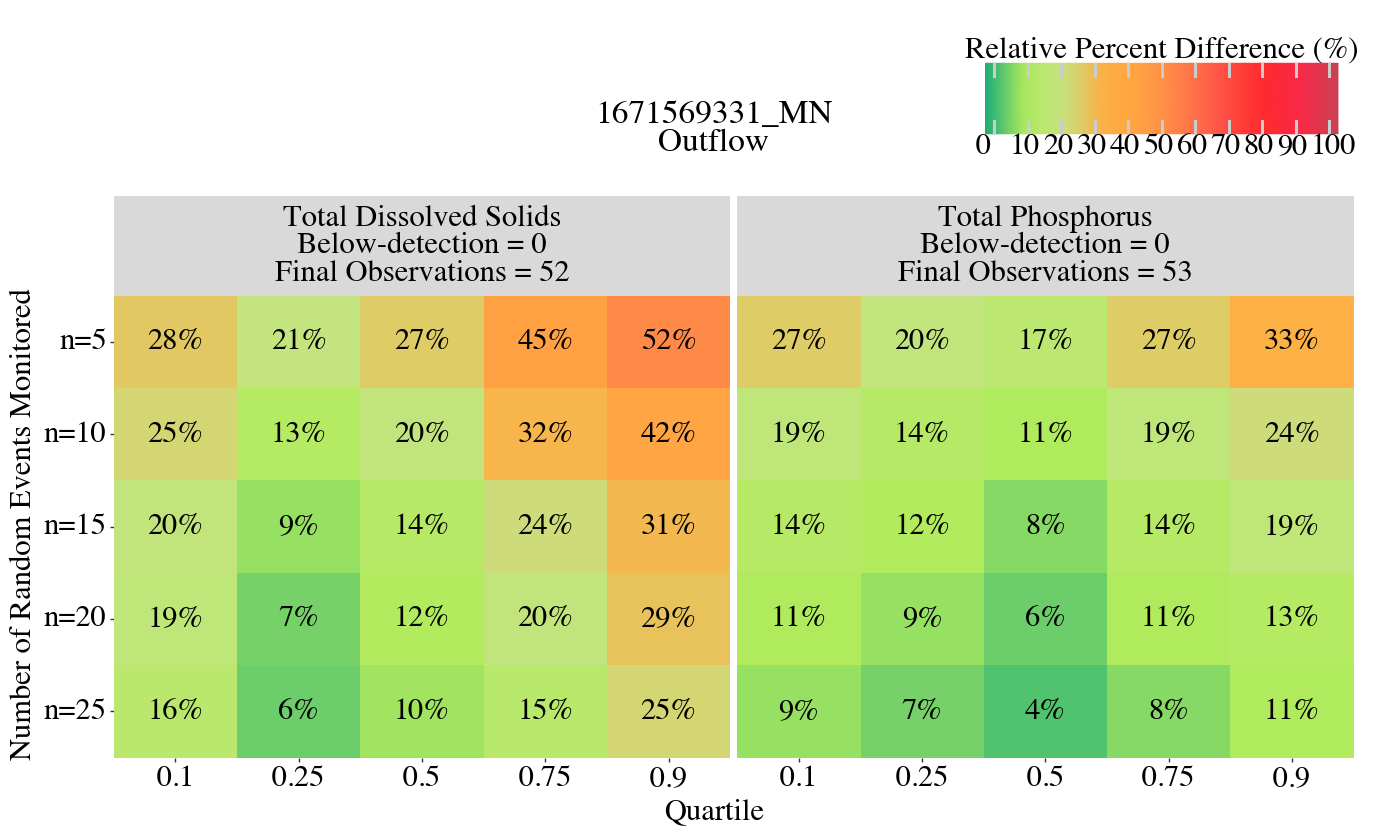 Relative Percent Difference (%)
0 10 20 30 40 50 60 70 80 90 100
1671569331_MN
Outflow
Total Dissolved Solids
Below-detection = 0
Final Observations = 52
Total Phosphorus
Below-detection = 0
Final Observations = 53
Number of Random Events Monitored
n=5 28% 21% 27% 45% 52% 27% 20% 17% 27% 33%
n=10 25% 13% 20% 32% 42% 19% 14% 11% 19% 24%
n=15 20% 9% 14% 24% 31% 14% 12% 8% 14% 19%
n=20 19% 7% 12% 20% 29% 11% 9% 6% 11% 13%
n=25 16% 6% 10% 15% 25% 9% 7% 4% 8% 11%
0.1 0.25 0.5 0.75 0.9 0.1 0.25 0.5 0.75 0.9
Quartile